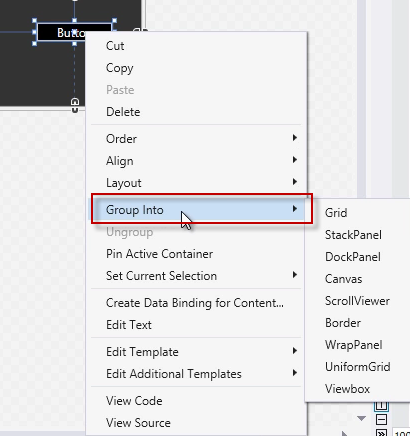 Button
Cut
Copy
Paste
Delete
Order
Align
Layout
Group Into
Ungroup
Pin Active Container
Set Current Selection
Create Data Binding for Content...
Edit Text
Edit Template
Edit Additional Templates
View Code
View Source
Grid
StackPanel
DockPanel
Canvas
ScrollViewer
Border
WrapPanel
UniformGrid
Viewbox